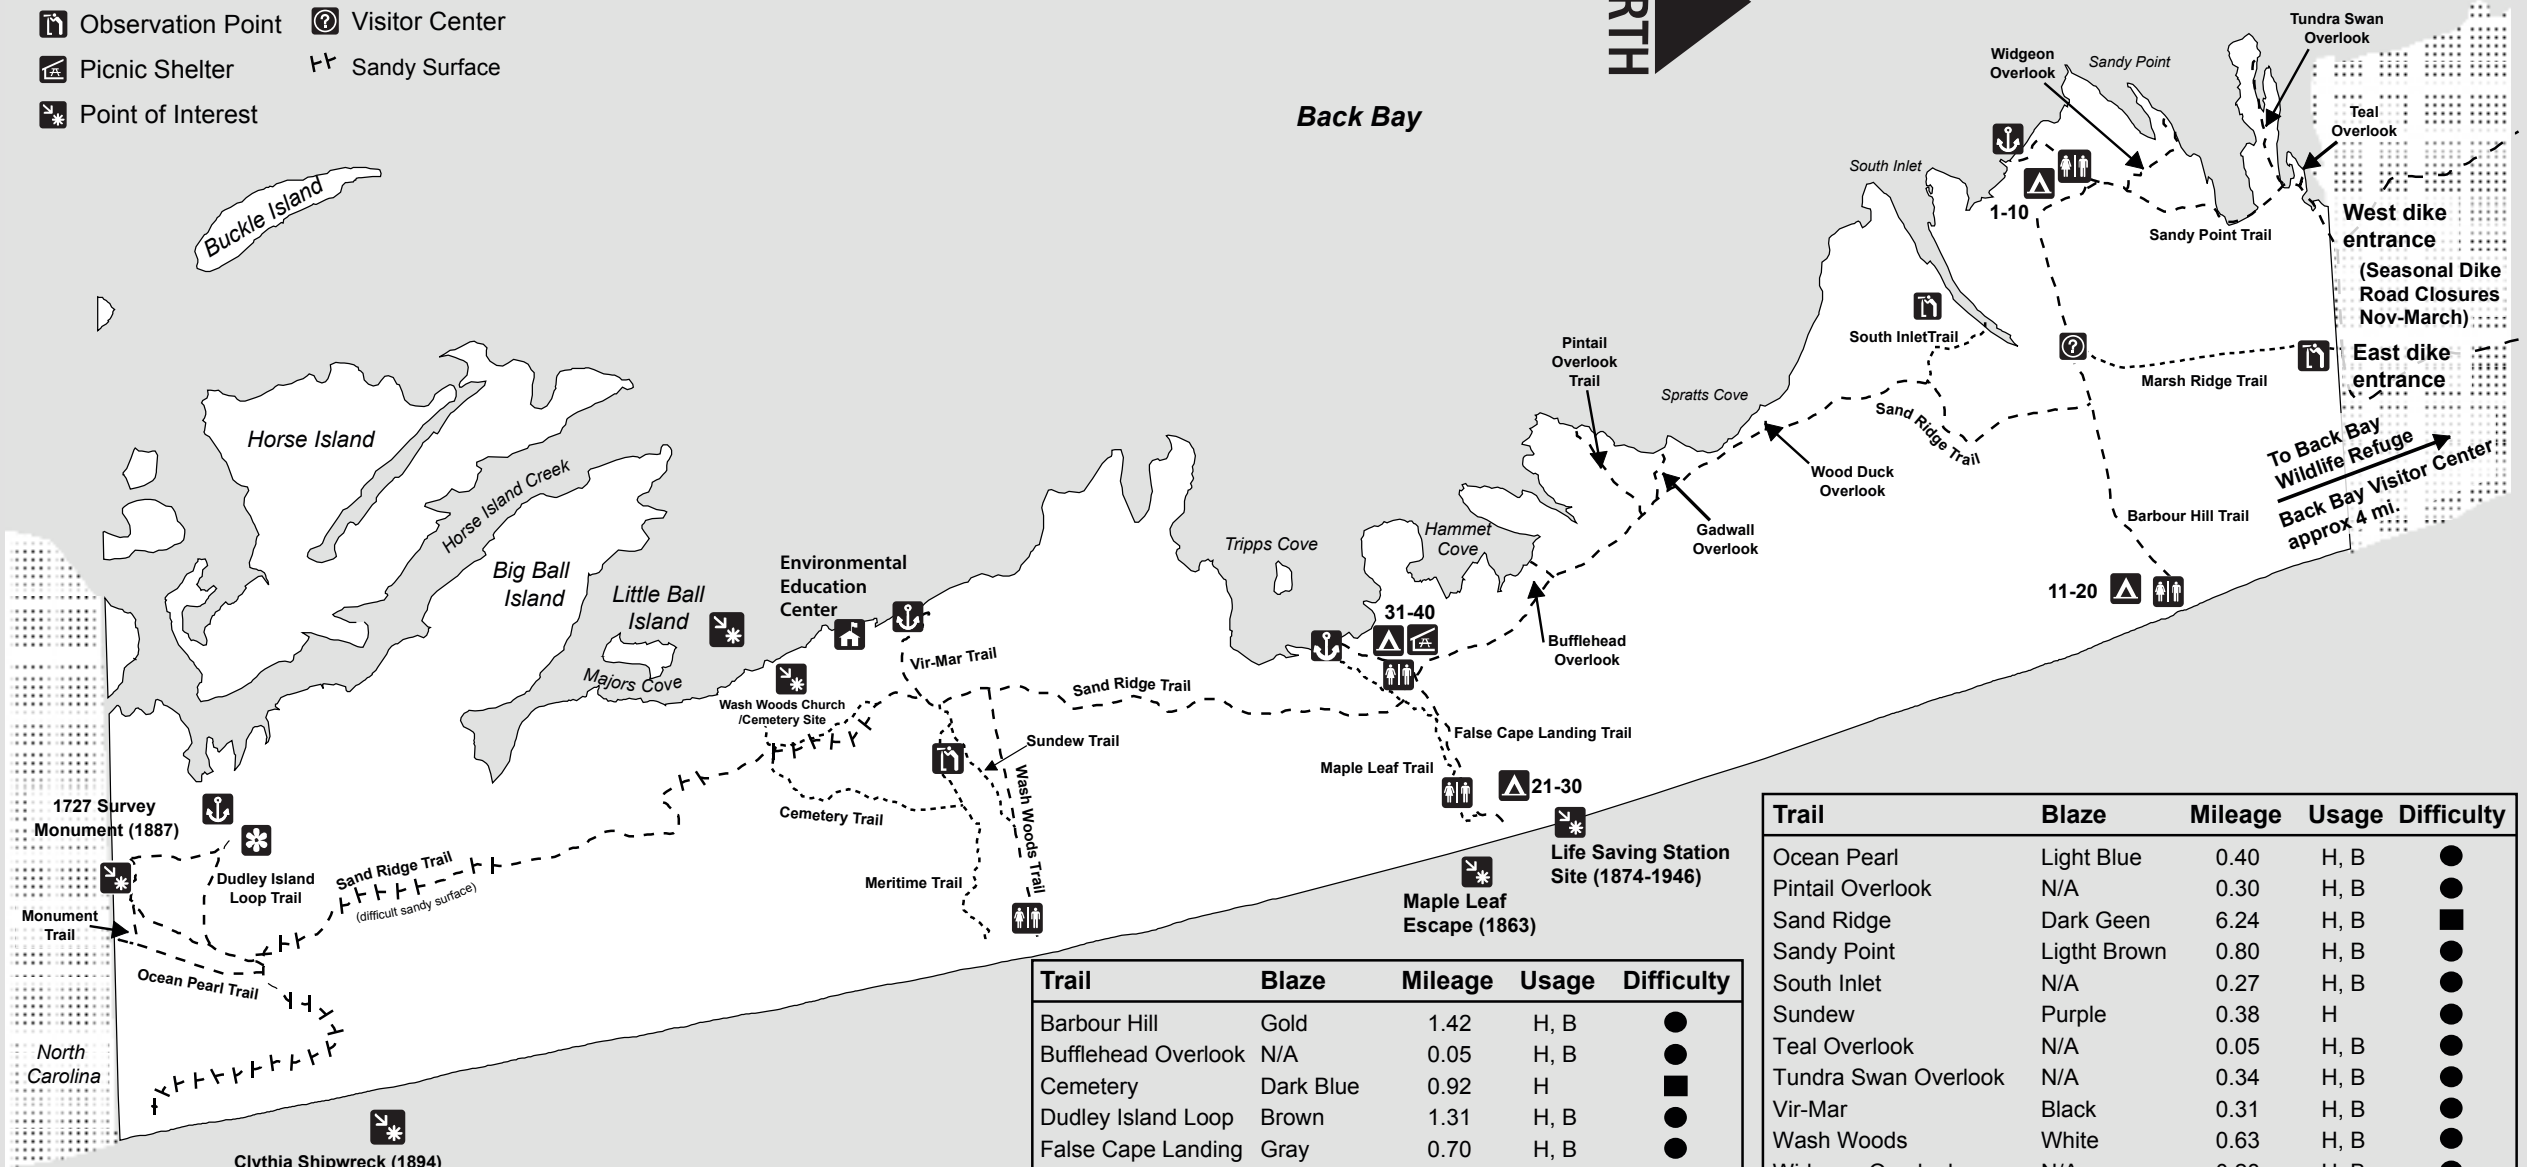 Observation Point
Visitor Center
Picnic Shelter
Sandy Surface
Point of Interest
RTH
Back Bay
Tundra Swan
Overlook
Widgeon
Overlook
Sandy Point
Teal
Overlook
South Inlet
1-10
Sandy Point Trail
West dike
entrance
(Seasonal Dike
Road Closures
Nov-March)
East dike
entrance
Marsh Ridge Trail
South InletTrail
Buckle Island
Pintail
Overlook
Trail
Spratts Cove
Sand Ridge Trail
Wood Duck
Overlook
Gadwall
Overlook
Barbour Hill Trail
To Back Bay
Wildlife Refuge
Back Bay Visitor Center
approx 4 mi.
11-20
Horse Island
Horse Island Creek
Big Ball
Island
Little Ball
Island
Majors Cove
Environmental
Education
Center
Tripps Cove
Hammet
Cove
31-40
Bufflehead
Overlook
Vir-Mar Trail
Sand Ridge Trail
Wash Woods Church
/Cemetery Site
Sundew Trail
False Cape Landing Trail
Maple Leaf Trail
21-30
Wash Woods Trail
Cemetery Trail
Meritime Trail
Life Saving Station
Site (1874-1946)
Maple Leaf
Escape (1863)
1727 Survey
Monument (1887)
Dudley Island
Loop Trail
Sand Ridge Trail
(difficult sandy surface)
Monument
Trail
Ocean Pearl Trail
North
Carolina
Clythia Shipwreck (1894)
Trail Blaze Mileage Usage Difficulty
Barbour Hill Gold 1.42 H, B
Bufflehead Overlook N/A 0.05 H, B
Cemetery Dark Blue 0.92 H
Dudley Island Loop Brown 1.31 H, B
False Cape Landing Gray 0.70 H, B
Trail Blaze Mileage Usage Difficulty
Ocean Pearl Light Blue 0.40 H, B
Pintail Overlook N/A 0.30 H, B
Sand Ridge Dark Geen 6.24 H, B
Sandy Point Ligtht Brown 0.80 H, B
South Inlet N/A 0.27 H, B
Sundew Purple 0.38 H
Teal Overlook N/A 0.05 H, B
Tundra Swan Overlook N/A 0.34 H, B
Vir-Mar Black 0.31 H, B
Wash Woods White 0.63 H, B